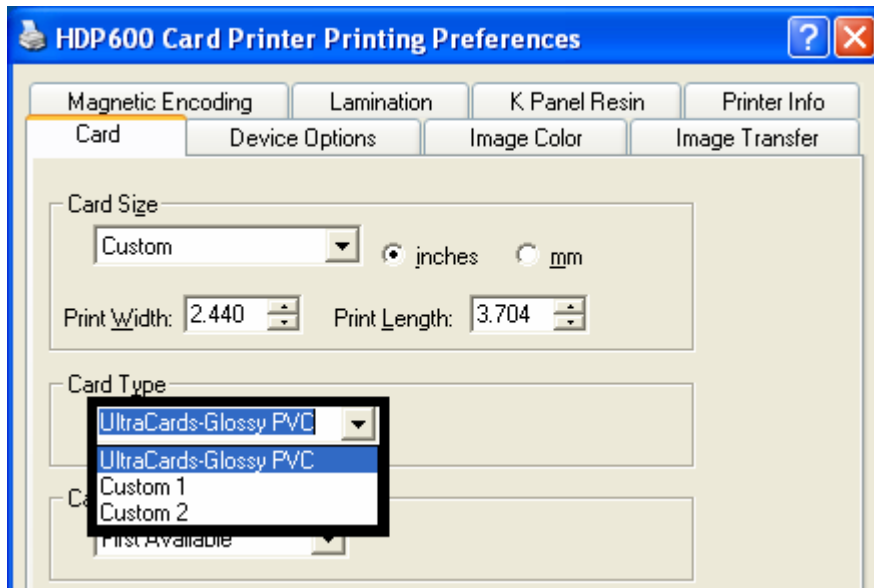 HDP600 Card Printer Printing Preferences
Magnetic Encoding Lamination K Panel Resin Printer Info
Card Device Options Image Color Image Transfer
Card Size
Custom inches mm
Print Width: 2.440 Print Length: 3.704
Card Type
UltraCards-Glossy PVC
UltraCards-Glossy PVC
Custom 1
Ca
Custom 2
First Available